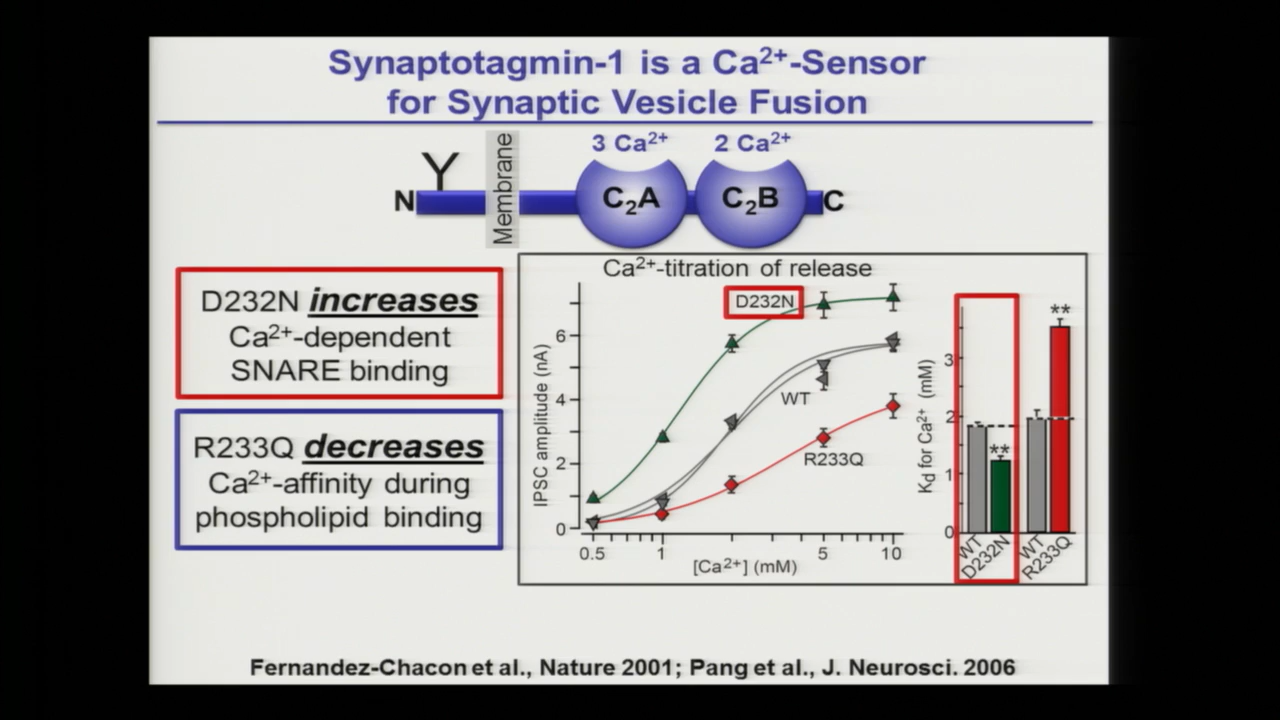 Synaptotagmin-1 is a Ca²⁺-Sensor
for Synaptic Vesicle Fusion
3 Ca²⁺
2 Ca²⁺
Y
N
Membrane
C₂A
C₂B
C
D232N increases
Ca²⁺-dependent
SNARE binding
R233Q decreases
Ca²⁺-affinity during
phospholipid binding
Ca²⁺-titration of release
IPSC amplitude (nA)
6
4
2
0
D232N
WT
R233Q
0.5
1
5
10
[Ca²⁺] (mM)
Kd for Ca²⁺ (mM)
3
2
1
0
**
**
WT
D232N
WT
R233Q
Fernandez-Chacon et al., Nature 2001; Pang et al., J. Neurosci. 2006